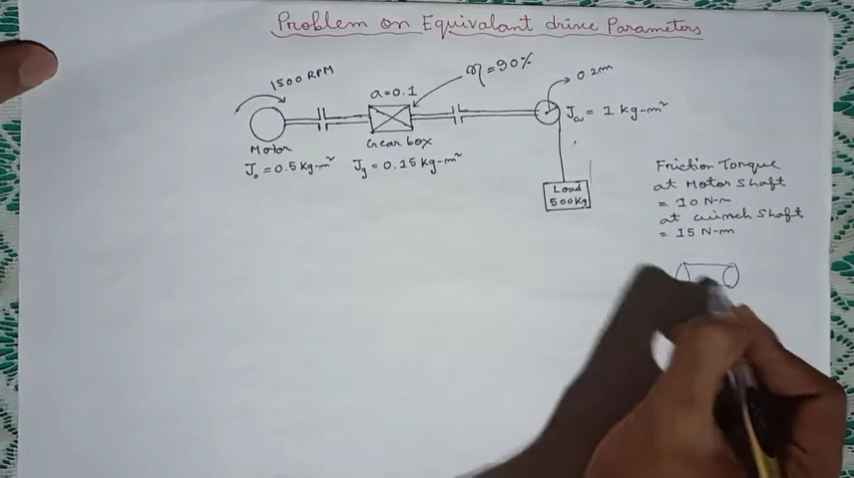 Problem on Equivalant drive Parameters
1500 RPM
a=0.1
η=90%
0.2m
Jω = 1 Kg-m²
Motor
Gear box
J₀ = 0.5 Kg-m²
Jg = 0.15 Kg-m²
Load
500Kg
Friction Torque
at Motor shaft
= 10 N-m
at winch shaft
= 15 N-m